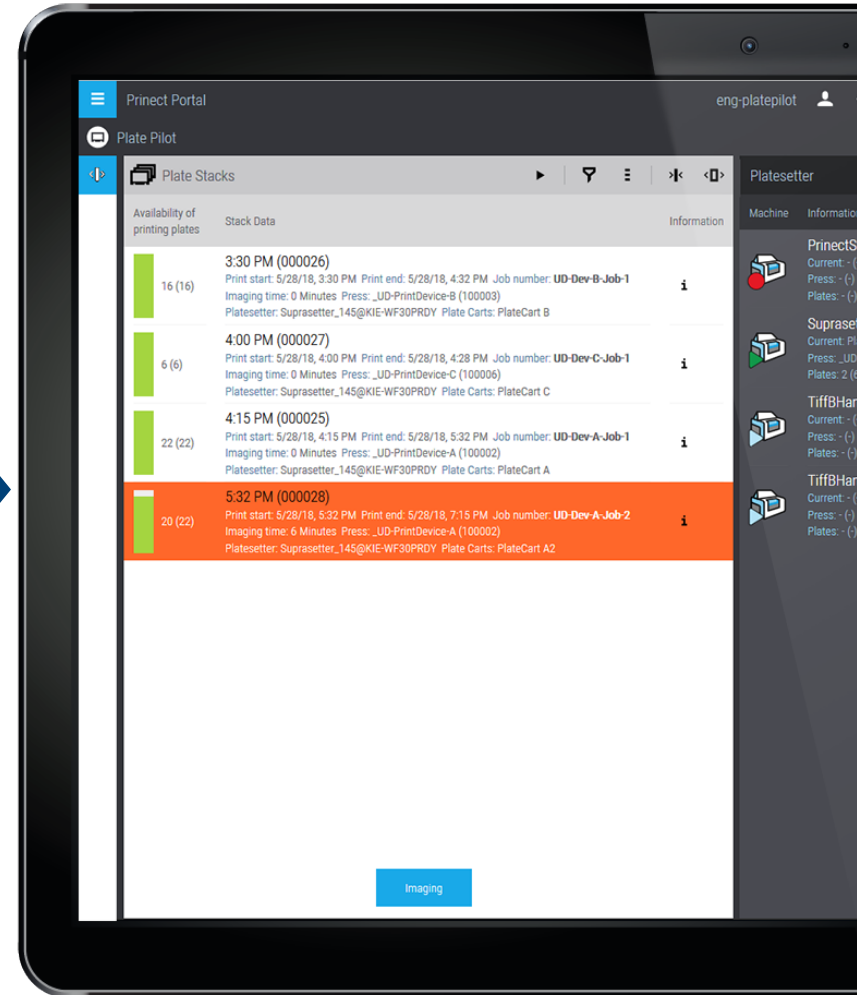 Prinect Portal
eng-platepilot
Plate Pilot
Plate Stacks
Availability of
printing plates
Stack Data
Information
16 (16)
3:30 PM (000026)
Print start: 5/28/18, 3:30 PM Print end: 5/28/18, 4:32 PM Job number: UD-Dev-B-Job-1
Imaging time: 0 Minutes Press: _UD-PrintDevice-B (100003)
Platesetter: Suprasetter_145@KIE-WF30PRDY Plate Carts: PlateCart B
6 (6)
4:00 PM (000027)
Print start: 5/28/18, 4:00 PM Print end: 5/28/18, 4:28 PM Job number: UD-Dev-C-Job-1
Imaging time: 0 Minutes Press: _UD-PrintDevice-C (100006)
Platesetter: Suprasetter_145@KIE-WF30PRDY Plate Carts: PlateCart C
22 (22)
4:15 PM (000025)
Print start: 5/28/18, 4:15 PM Print end: 5/28/18, 5:32 PM Job number: UD-Dev-A-Job-1
Imaging time: 0 Minutes Press: _UD-PrintDevice-A (100002)
Platesetter: Suprasetter_145@KIE-WF30PRDY Plate Carts: PlateCart A
20 (22)
5:32 PM (000028)
Print start: 5/28/18, 5:32 PM Print end: 5/28/18, 7:15 PM Job number: UD-Dev-A-Job-2
Imaging time: 6 Minutes Press: _UD-PrintDevice-A (100002)
Platesetter: Suprasetter_145@KIE-WF30PRDY Plate Carts: PlateCart A2
Imaging
Platesetter
Machine Information
PrinectS
Current: - (
Press: - (-)
Plates: - (-)
Supraset
Current: Pl
Press: _UD
Plates: 2 (6
TiffBHan
Current: - (
Press: - (-)
Plates: - (-)
TiffBHan
Current: - (
Press: - (-)
Plates: - (-)